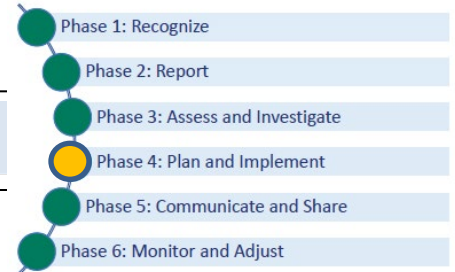 Phase 1: Recognize
Phase 2: Report
Phase 3: Assess and Investigate
Phase 4: Plan and Implement
Phase 5: Communicate and Share
Phase 6: Monitor and Adjust